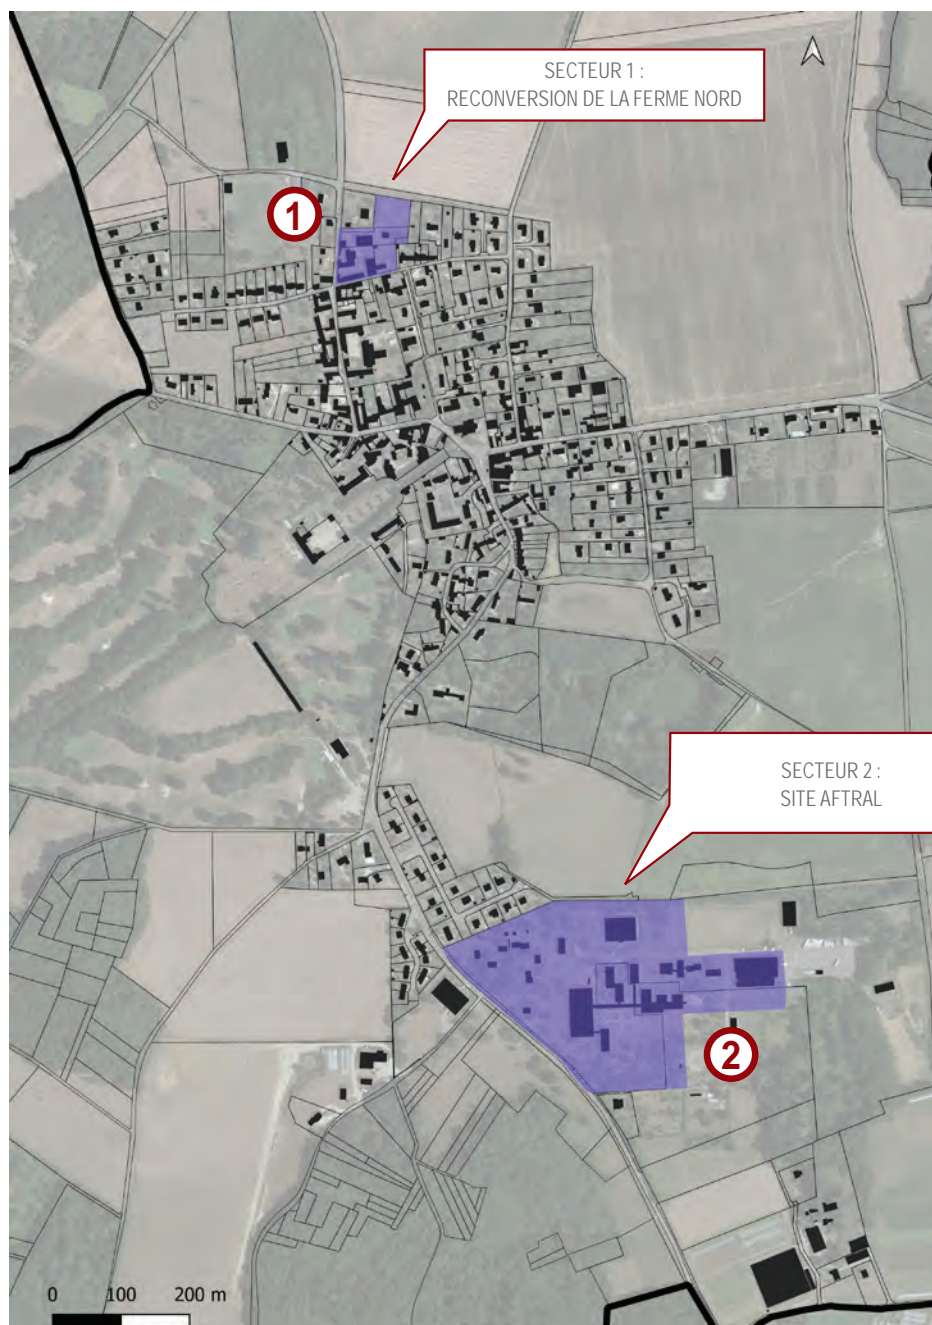 SECTEUR 1 :
RECONVERSION DE LA FERME NORD
1
SECTEUR 2 :
SITE AFTRAL
2
0 100 200 m